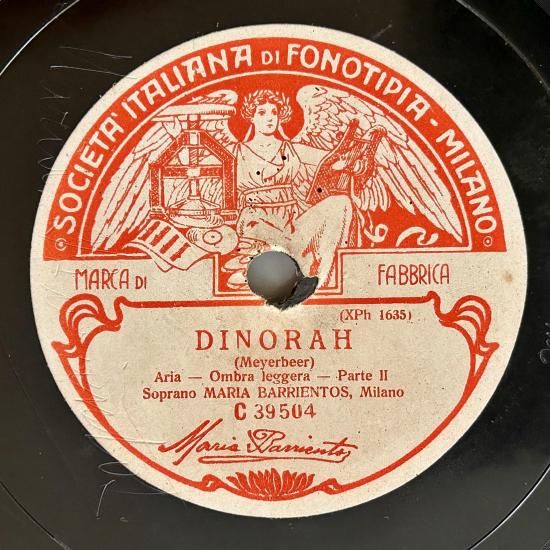 SOCIETA' ITALIANA DI FONOTIPIA - MILANO
MARCA DI FABBRICA
(XPh 1635)
DINORAH
(Meyerbeer)
Aria — Ombra leggera — Parte II
Soprano MARIA BARRIENTOS, Milano
C 39504
Maria Barrientos